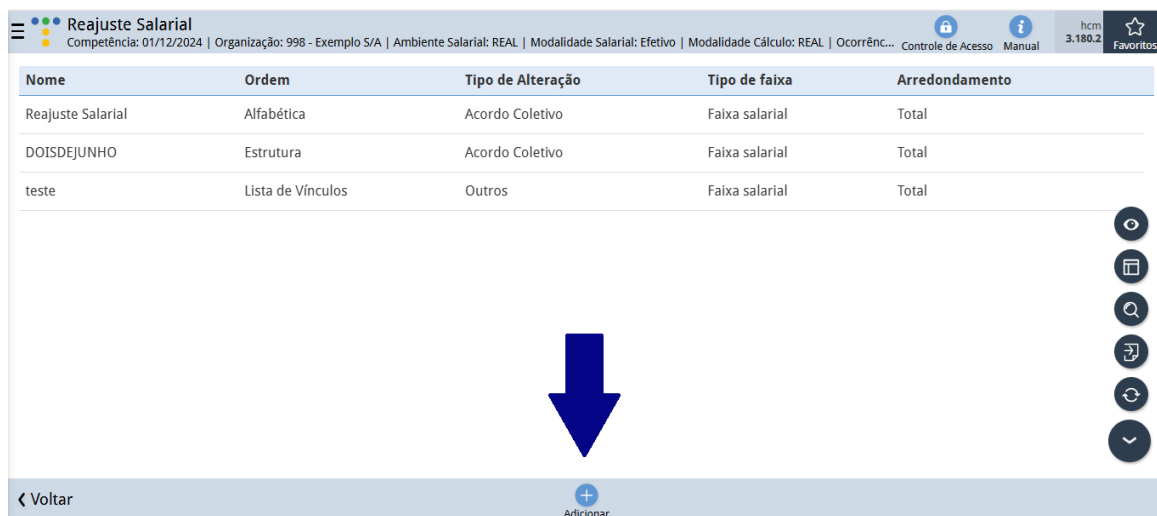 Reajuste Salarial
Competência: 01/12/2024 | Organização: 998 - Exemplo S/A | Ambiente Salarial: REAL | Modalidade Salarial: Efetivo | Modalidade Cálculo: REAL | Ocorrênc...
Controle de Acesso
Manual
hcm
3.180.2
Favoritos
Nome Ordem Tipo de Alteração Tipo de faixa Arredondamento
Reajuste Salarial Alfabética Acordo Coletivo Faixa salarial Total
DOISDEJUNHO Estrutura Acordo Coletivo Faixa salarial Total
teste Lista de Vínculos Outros Faixa salarial Total
Voltar
Adicionar